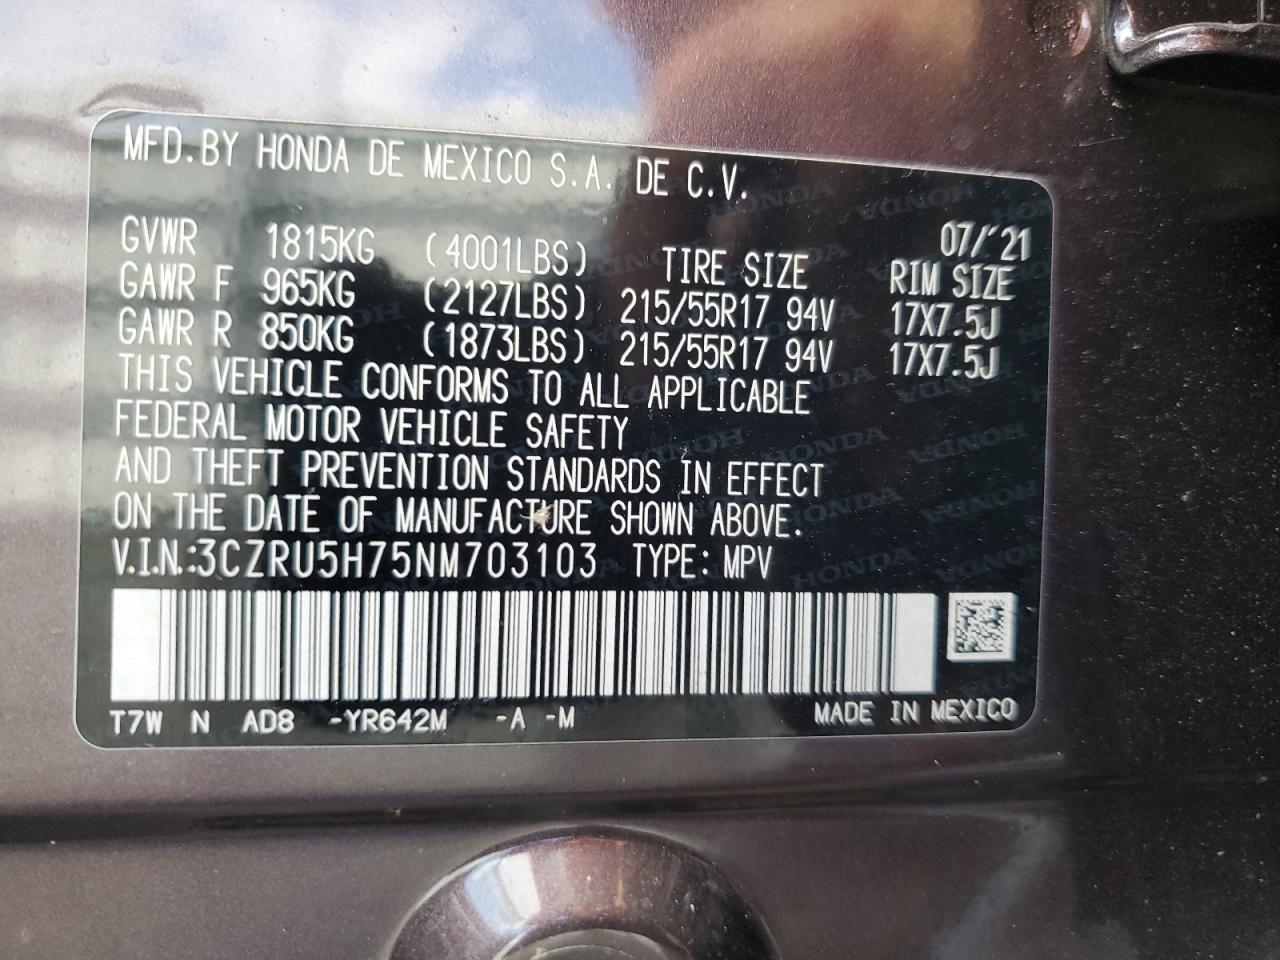 MFD.BY HONDA DE MEXICO S.A. DE C.V.
07/'21
GVWR 1815KG (4001LBS) TIRE SIZE RIM SIZE
GAWR F 965KG (2127LBS) 215/55R17 94V 17X7.5J
GAWR R 850KG (1873LBS) 215/55R17 94V 17X7.5J
THIS VEHICLE CONFORMS TO ALL APPLICABLE
FEDERAL MOTOR VEHICLE SAFETY
AND THEFT PREVENTION STANDARDS IN EFFECT
ON THE DATE OF MANUFACTURE SHOWN ABOVE.
V.I.N.:3CZRU5H75NM703103 TYPE: MPV
T7W N AD8 -YR642M -A -M MADE IN MEXICO